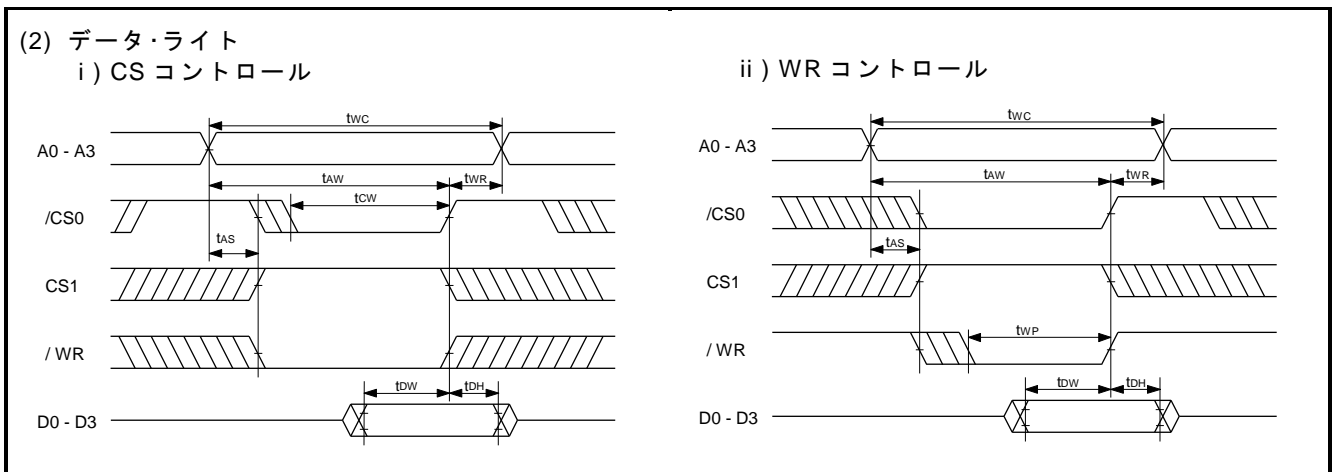 (2) データ・ライト
i ) CS コントロール
tWC
A0 - A3
tAW
tWR
tCW
/CS0
tAS
CS1
/ WR
tDW
tDH
D0 - D3
ii ) WR コントロール
tWC
A0 - A3
tAW
tWR
/CS0
tAS
CS1
tWP
/ WR
tDW
tDH
D0 - D3